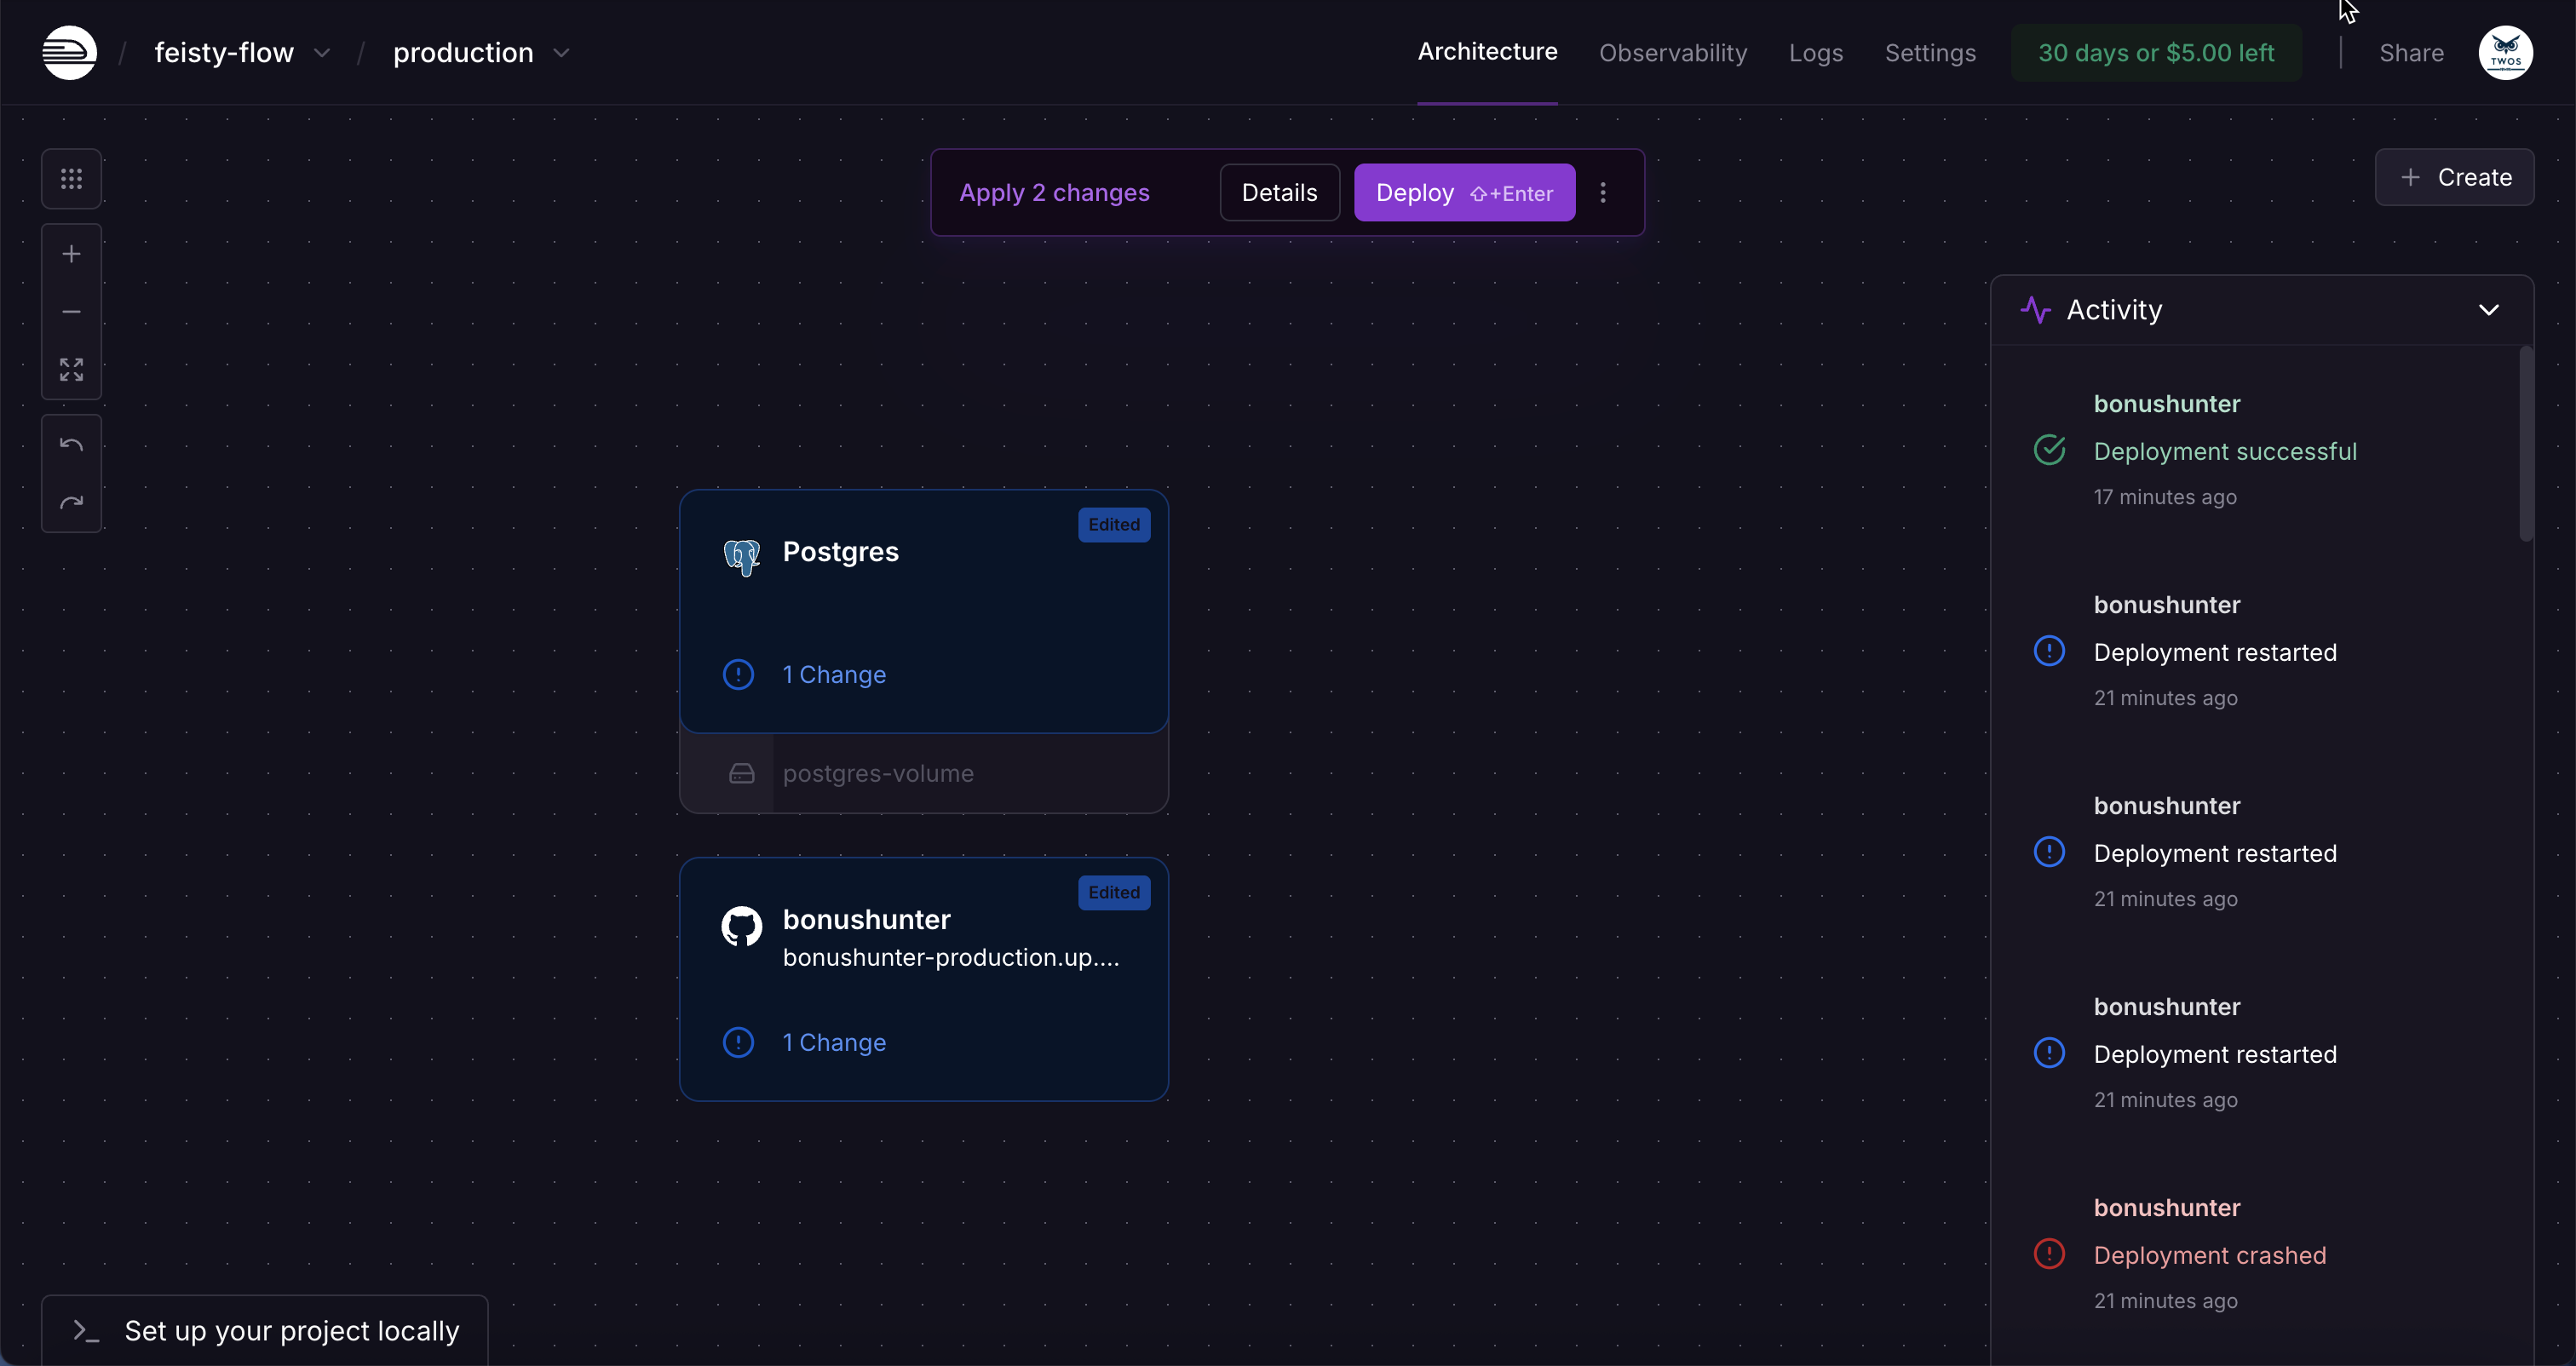 / feisty-flow / production
Architecture Observability Logs Settings 30 days or $5.00 left Share
TWOS
Apply 2 changes Details Deploy ⇧+Enter
+ Create
Activity
bonushunter
Deployment successful
17 minutes ago
bonushunter
Deployment restarted
21 minutes ago
bonushunter
Deployment restarted
21 minutes ago
bonushunter
Deployment restarted
21 minutes ago
bonushunter
Deployment crashed
21 minutes ago
Edited
Postgres
1 Change
postgres-volume
Edited
bonushunter
bonushunter-production.up....
1 Change
Set up your project locally